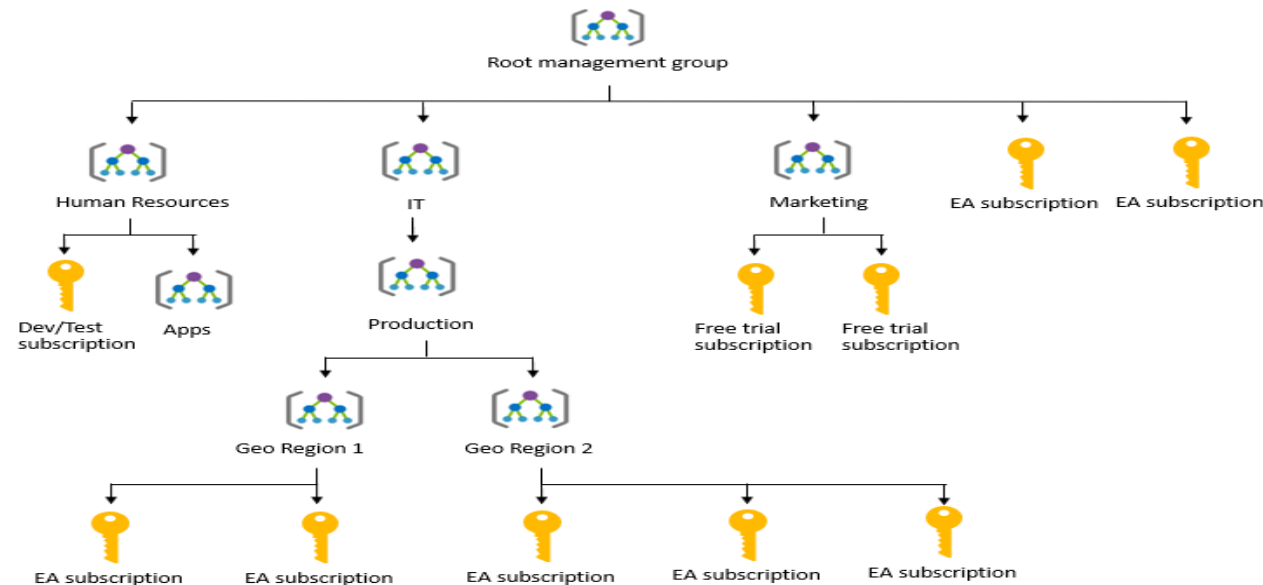 Root management group
Human Resources
IT
Marketing
EA subscription
EA subscription
Dev/Test
subscription
Apps
Production
Free trial
subscription
Free trial
subscription
Geo Region 1
Geo Region 2
EA subscription
EA subscription
EA subscription
EA subscription
EA subscription